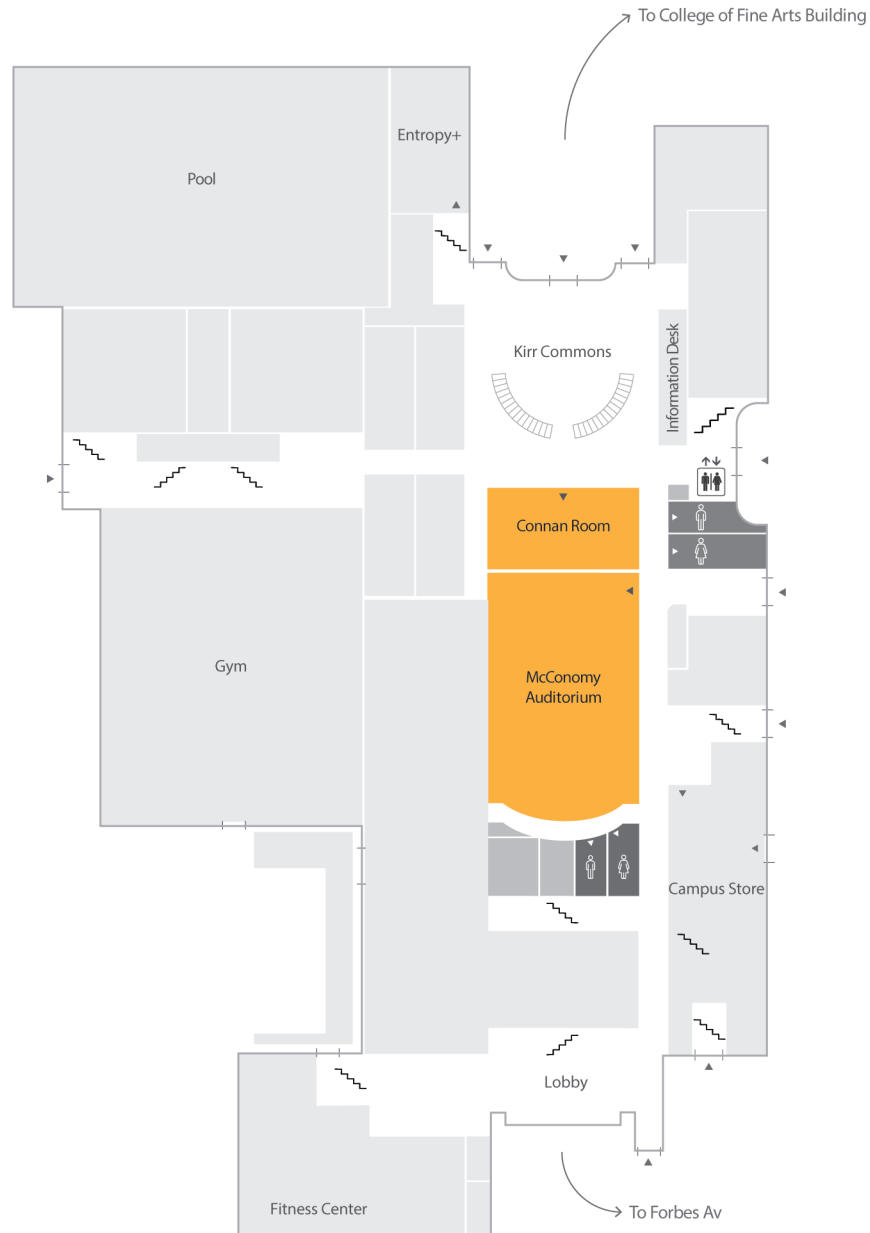 To College of Fine Arts Building
Entropy+
Pool
Kirr Commons
Information Desk
Connan Room
Gym
McConomy
Auditorium
Campus Store
Lobby
Fitness Center
To Forbes Av